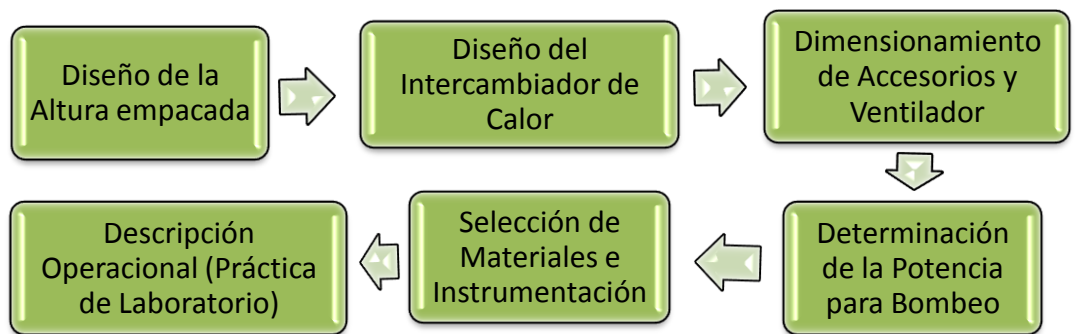 Diseño de la
Altura empacada
Diseño del
Intercambiador de
Calor
Dimensionamiento
de Accesorios y
Ventilador
Determinación
de la Potencia
para Bombeo
Selección de
Materiales e
Instrumentación
Descripción
Operacional (Práctica
de Laboratorio)